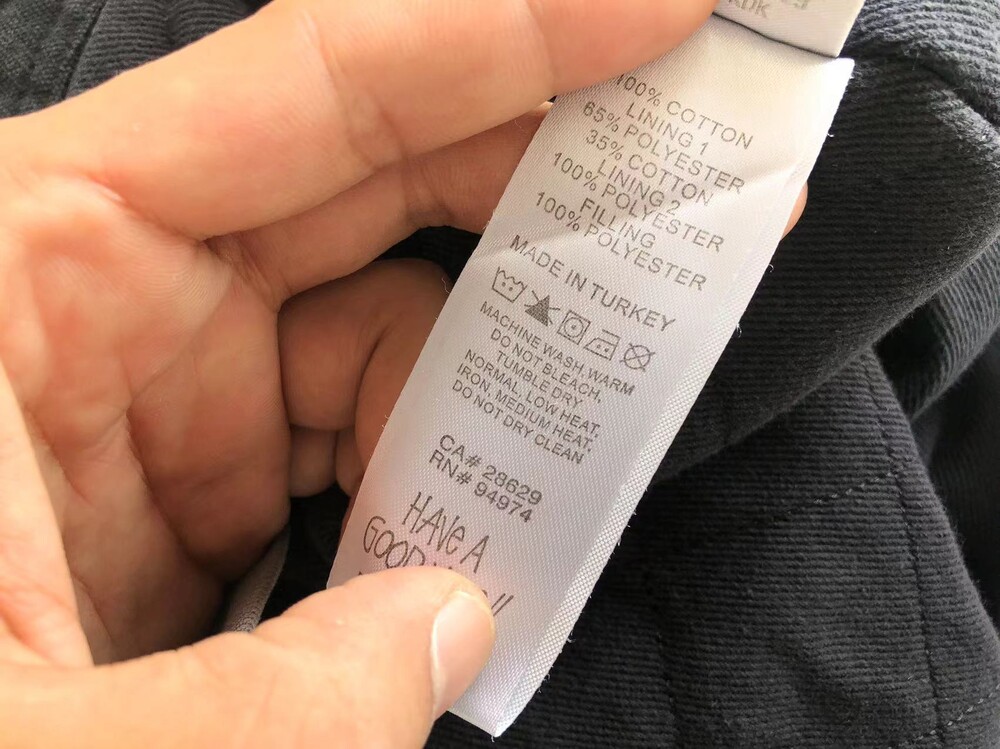 100% COTTON
LINING 1
65% POLYESTER
35% COTTON
LINING 2
100% POLYESTER
FILLING
100% POLYESTER
MADE IN TURKEY
MACHINE WASH, WARM
DO NOT BLEACH,
TUMBLE DRY,
NORMAL, LOW HEAT,
IRON, MEDIUM HEAT,
DO NOT DRY CLEAN
CA# 28629
RN# 94974
HAVE A
GOOD